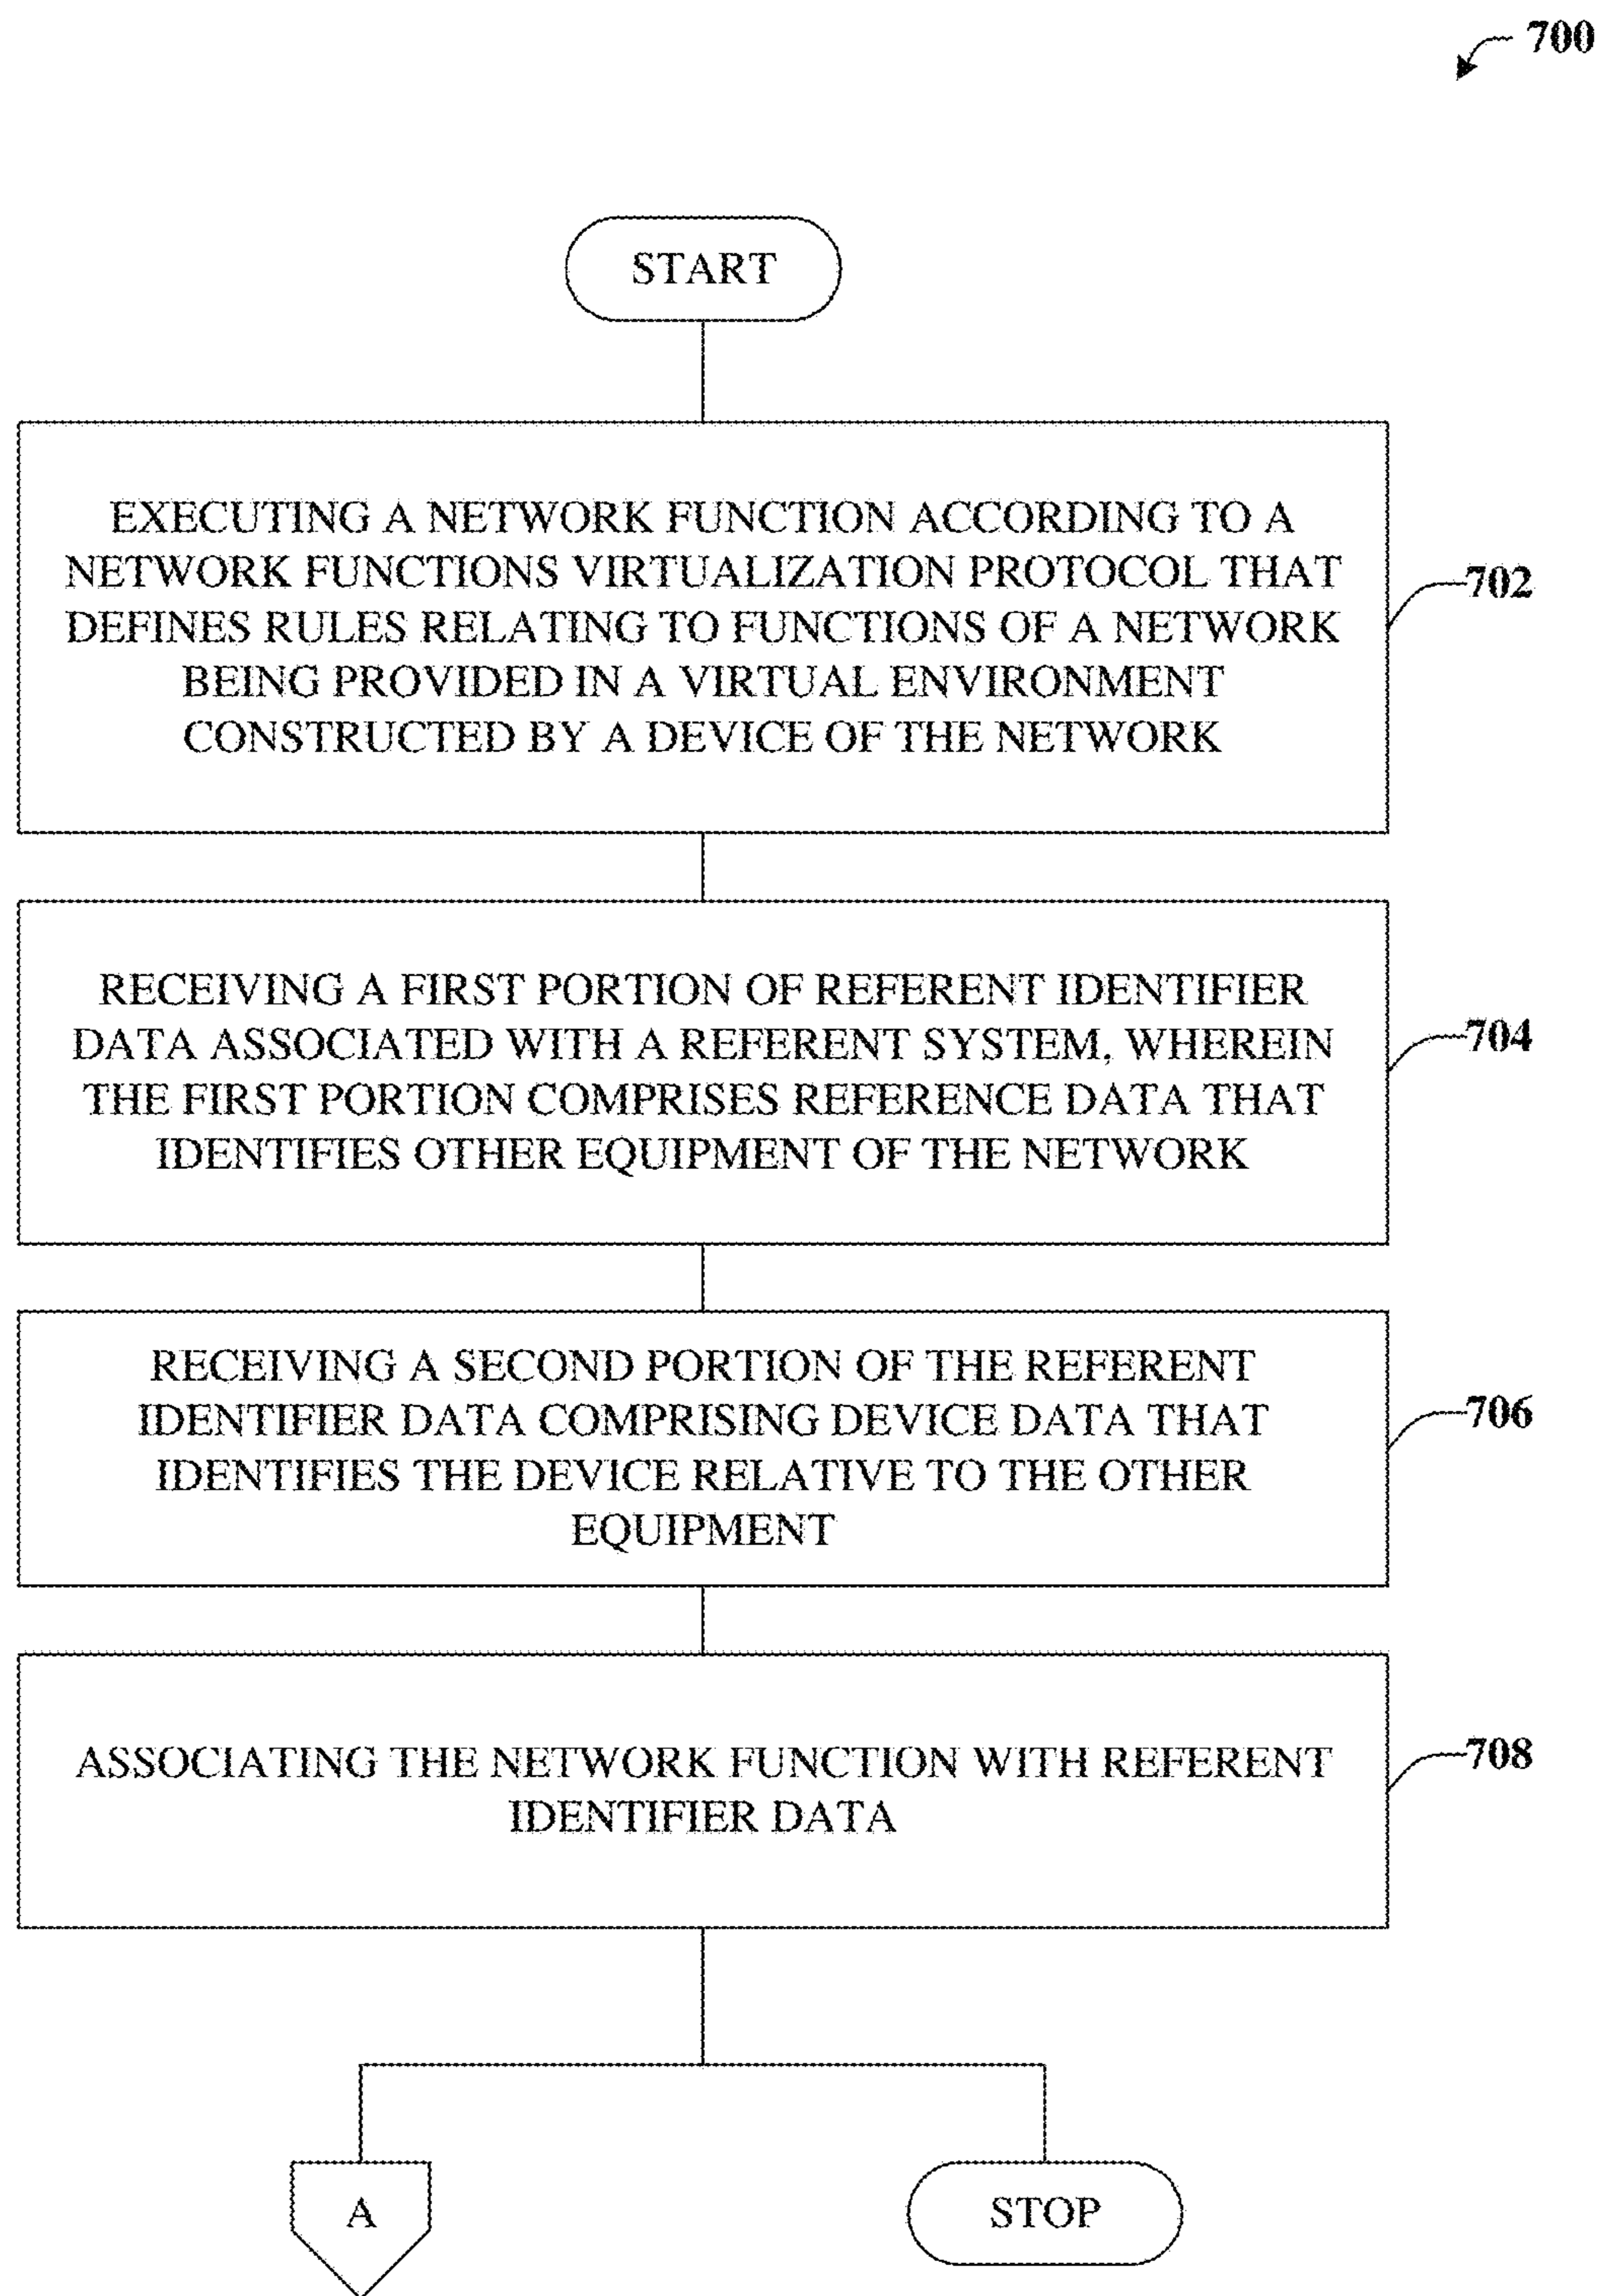 700
START
EXECUTING A NETWORK FUNCTION ACCORDING TO A
NETWORK FUNCTIONS VIRTUALIZATION PROTOCOL THAT
DEFINES RULES RELATING TO FUNCTIONS OF A NETWORK
BEING PROVIDED IN A VIRTUAL ENVIRONMENT
CONSTRUCTED BY A DEVICE OF THE NETWORK
702
RECEIVING A FIRST PORTION OF REFERENT IDENTIFIER
DATA ASSOCIATED WITH A REFERENT SYSTEM, WHEREIN
THE FIRST PORTION COMPRISES REFERENCE DATA THAT
IDENTIFIES OTHER EQUIPMENT OF THE NETWORK
704
RECEIVING A SECOND PORTION OF THE REFERENT
IDENTIFIER DATA COMPRISING DEVICE DATA THAT
IDENTIFIES THE DEVICE RELATIVE TO THE OTHER
EQUIPMENT
706
ASSOCIATING THE NETWORK FUNCTION WITH REFERENT
IDENTIFIER DATA
708
A
STOP